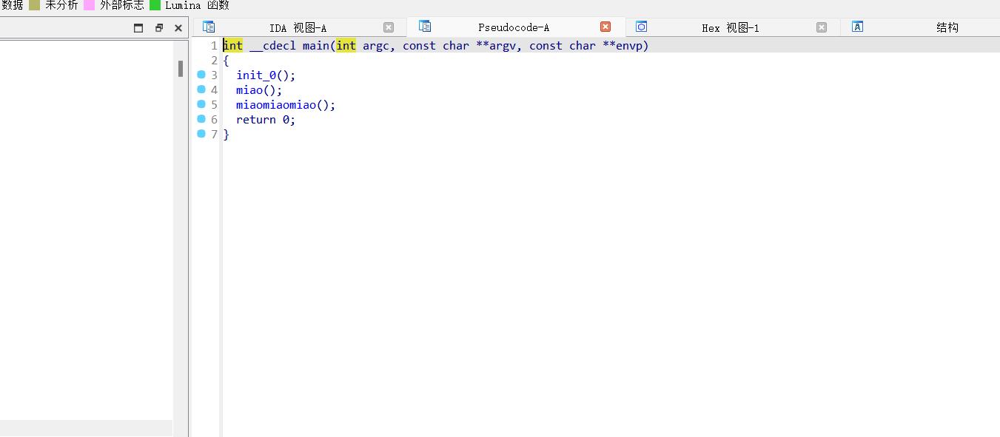 数据 未分析 外部标志 Lumina 函数
IDA 视图-A Pseudocode-A Hex 视图-1 结构
1 int __cdecl main(int argc, const char **argv, const char **envp)
2 {
3 init_0();
4 miao();
5 miaomiaomiao();
6 return 0;
7 }